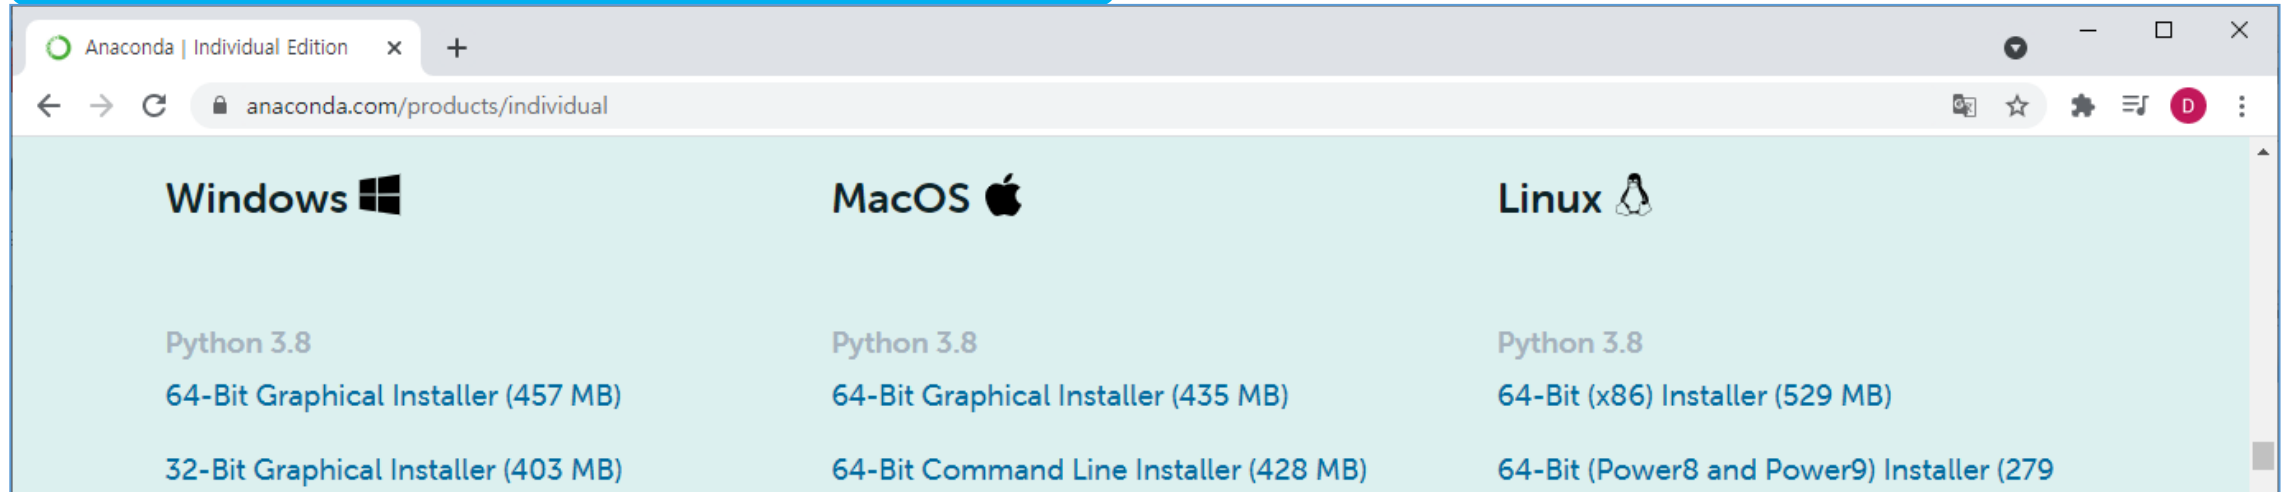 Anaconda | Individual Edition
anaconda.com/products/individual
D
Windows
MacOS
Linux
Python 3.8
Python 3.8
Python 3.8
64-Bit Graphical Installer (457 MB)
64-Bit Graphical Installer (435 MB)
64-Bit (x86) Installer (529 MB)
32-Bit Graphical Installer (403 MB)
64-Bit Command Line Installer (428 MB)
64-Bit (Power8 and Power9) Installer (279